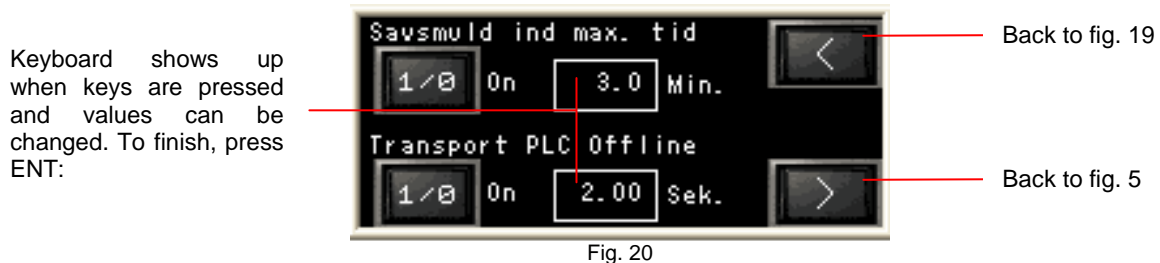 Keyboard shows up
when keys are pressed
and values can be
changed. To finish, press
ENT:
Savsmuld ind max. tid
1/0 On 3.0 Min.
<
Back to fig. 19
Transport PLC Offline
1/0 On 2.00 Sek.
>
Back to fig. 5
Fig. 20